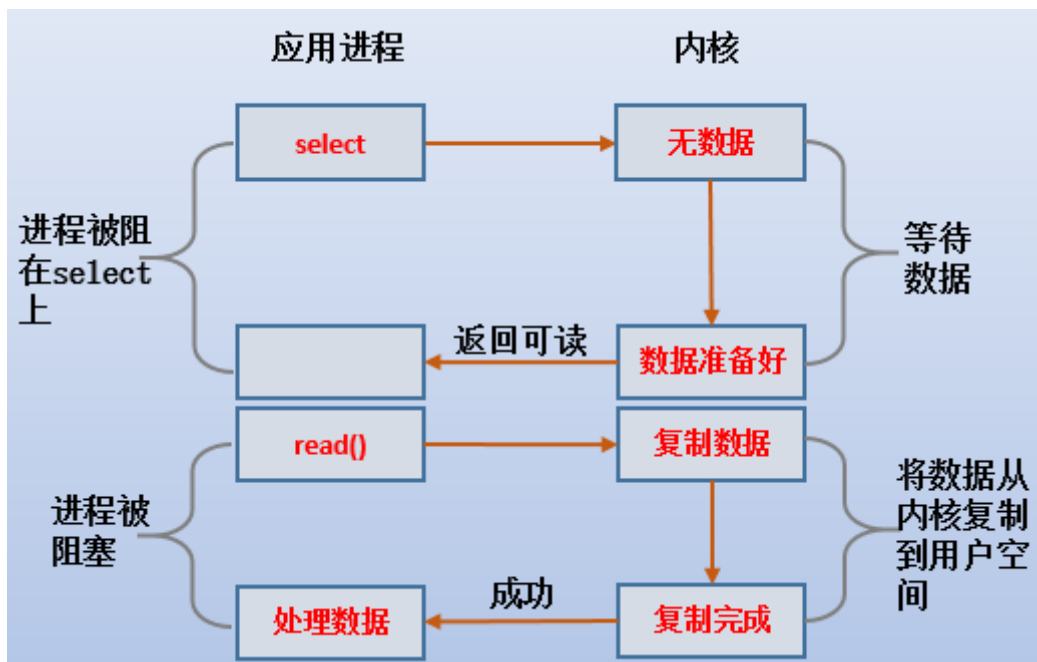 应用进程
内核
select
无数据
进程被阻
在select
上
等待
数据
返回可读
数据准备好
read()
复制数据
进程被
阻塞
将数据从
内核复制
到用户空
间
成功
处理数据
复制完成